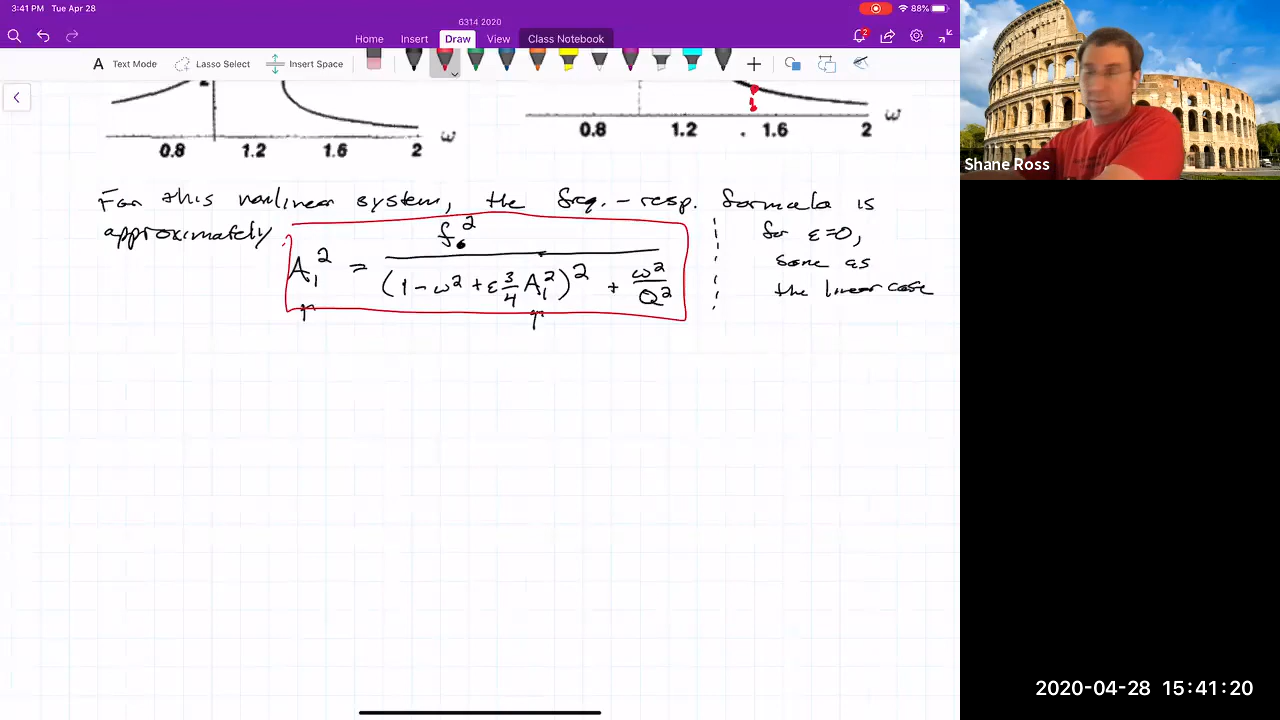 3:41 PM Tue Apr 28
88%
6314 2020
Home Insert Draw View Class Notebook
2
A Text Mode Lasso Select Insert Space
ω
0.8 1.2 1.6 2
ω
0.8 1.2 1.6 2
Shane Ross
For this nonlinear system, the freq.-resp. formula is
approximately
A₁² = f₀² / ((1 - ω² + ε 3/4 A₁²)² + ω²/Q²)
for ε=0,
same as
the linear case
2020-04-28 15:41:20